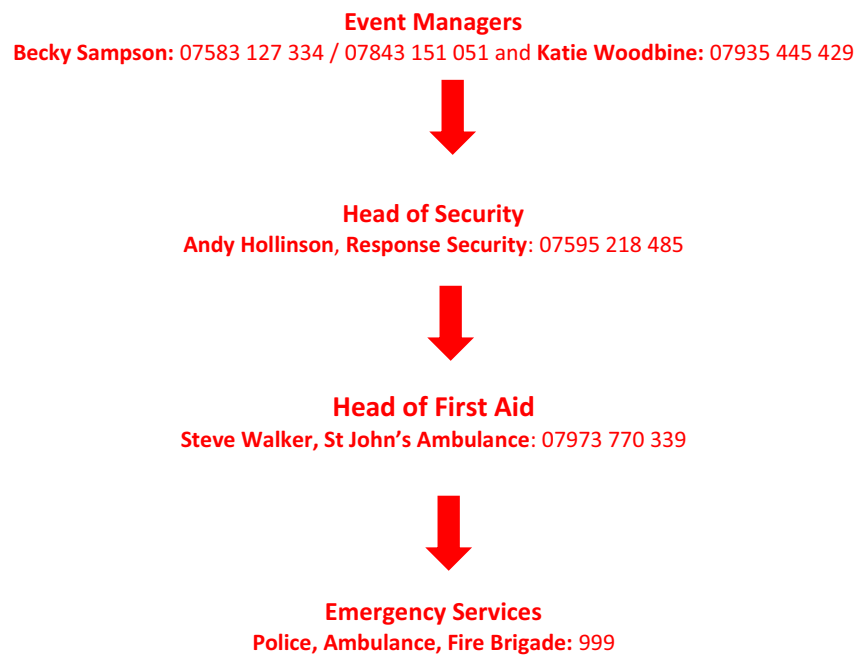 Event Managers
Becky Sampson: 07583 127 334 / 07843 151 051 and Katie Woodbine: 07935 445 429
Head of Security
Andy Hollinson, Response Security: 07595 218 485
Head of First Aid
Steve Walker, St John’s Ambulance: 07973 770 339
Emergency Services
Police, Ambulance, Fire Brigade: 999